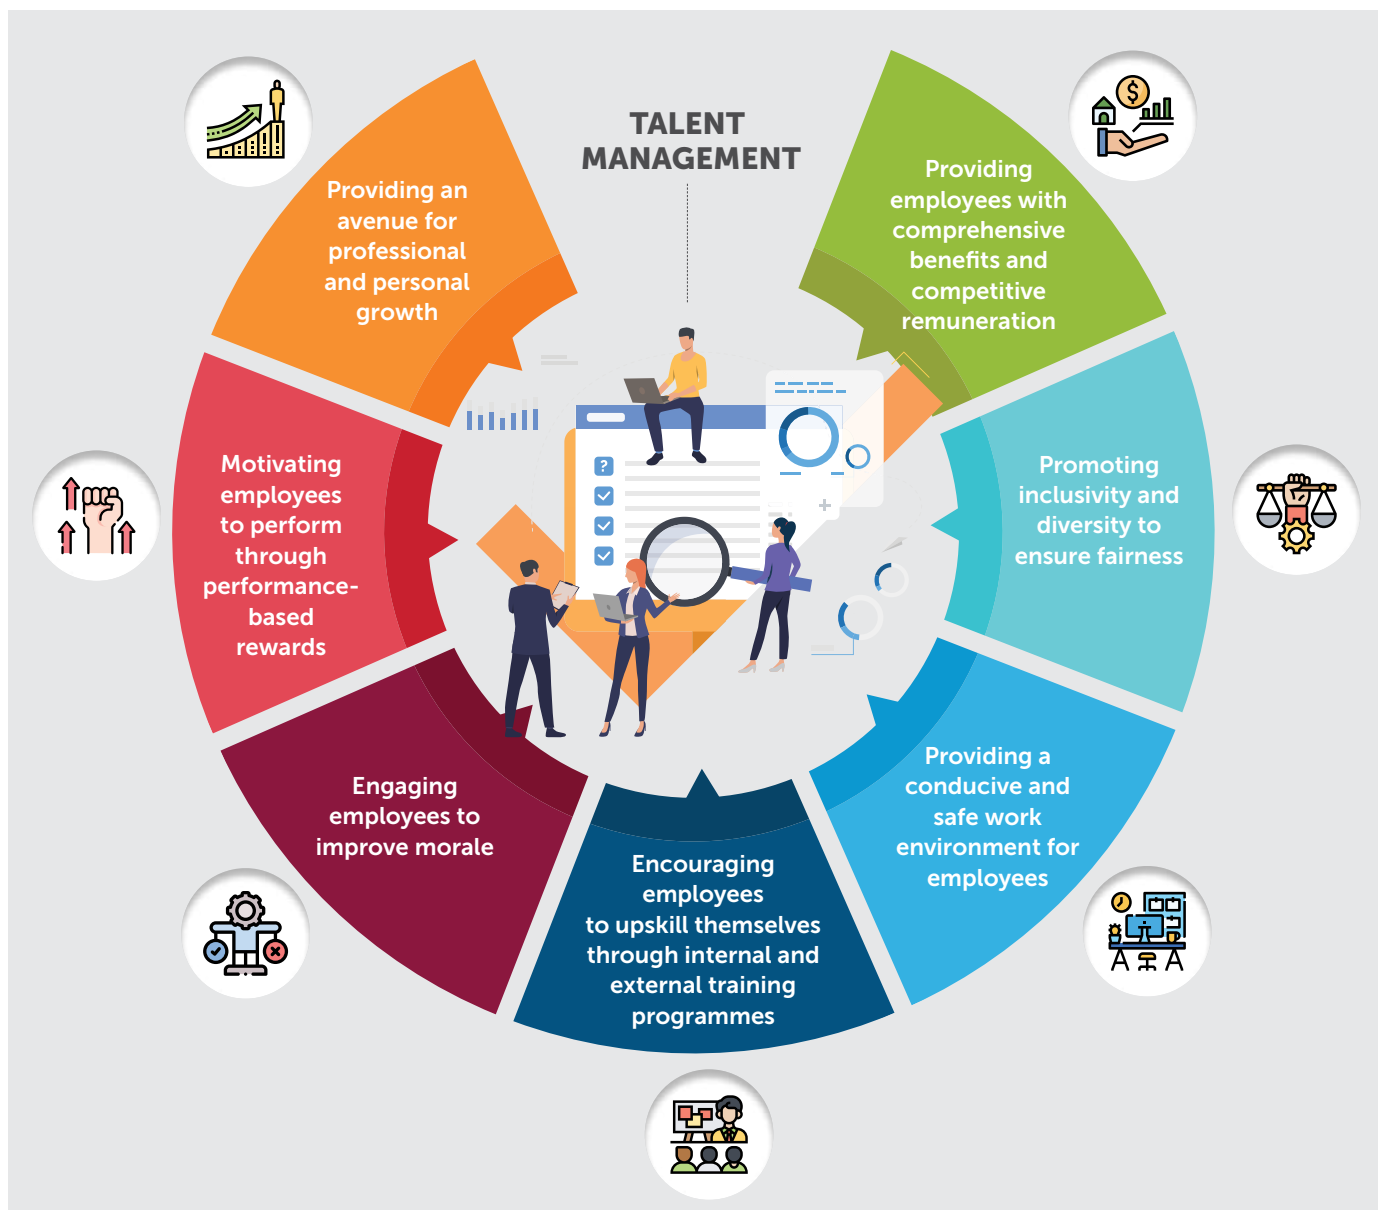 TALENT
MANAGEMENT
Providing
employees with
comprehensive
benefits and
competitive
remuneration
Promoting
inclusivity and
diversity to
ensure fairness
Providing a
conducive and
safe work
environment for
employees
Encouraging
employees
to upskill themselves
through internal and
external training
programmes
Engaging
employees to
improve morale
Motivating
employees
to perform
through
performance-
based
rewards
Providing an
avenue for
professional
and personal
growth
$
?